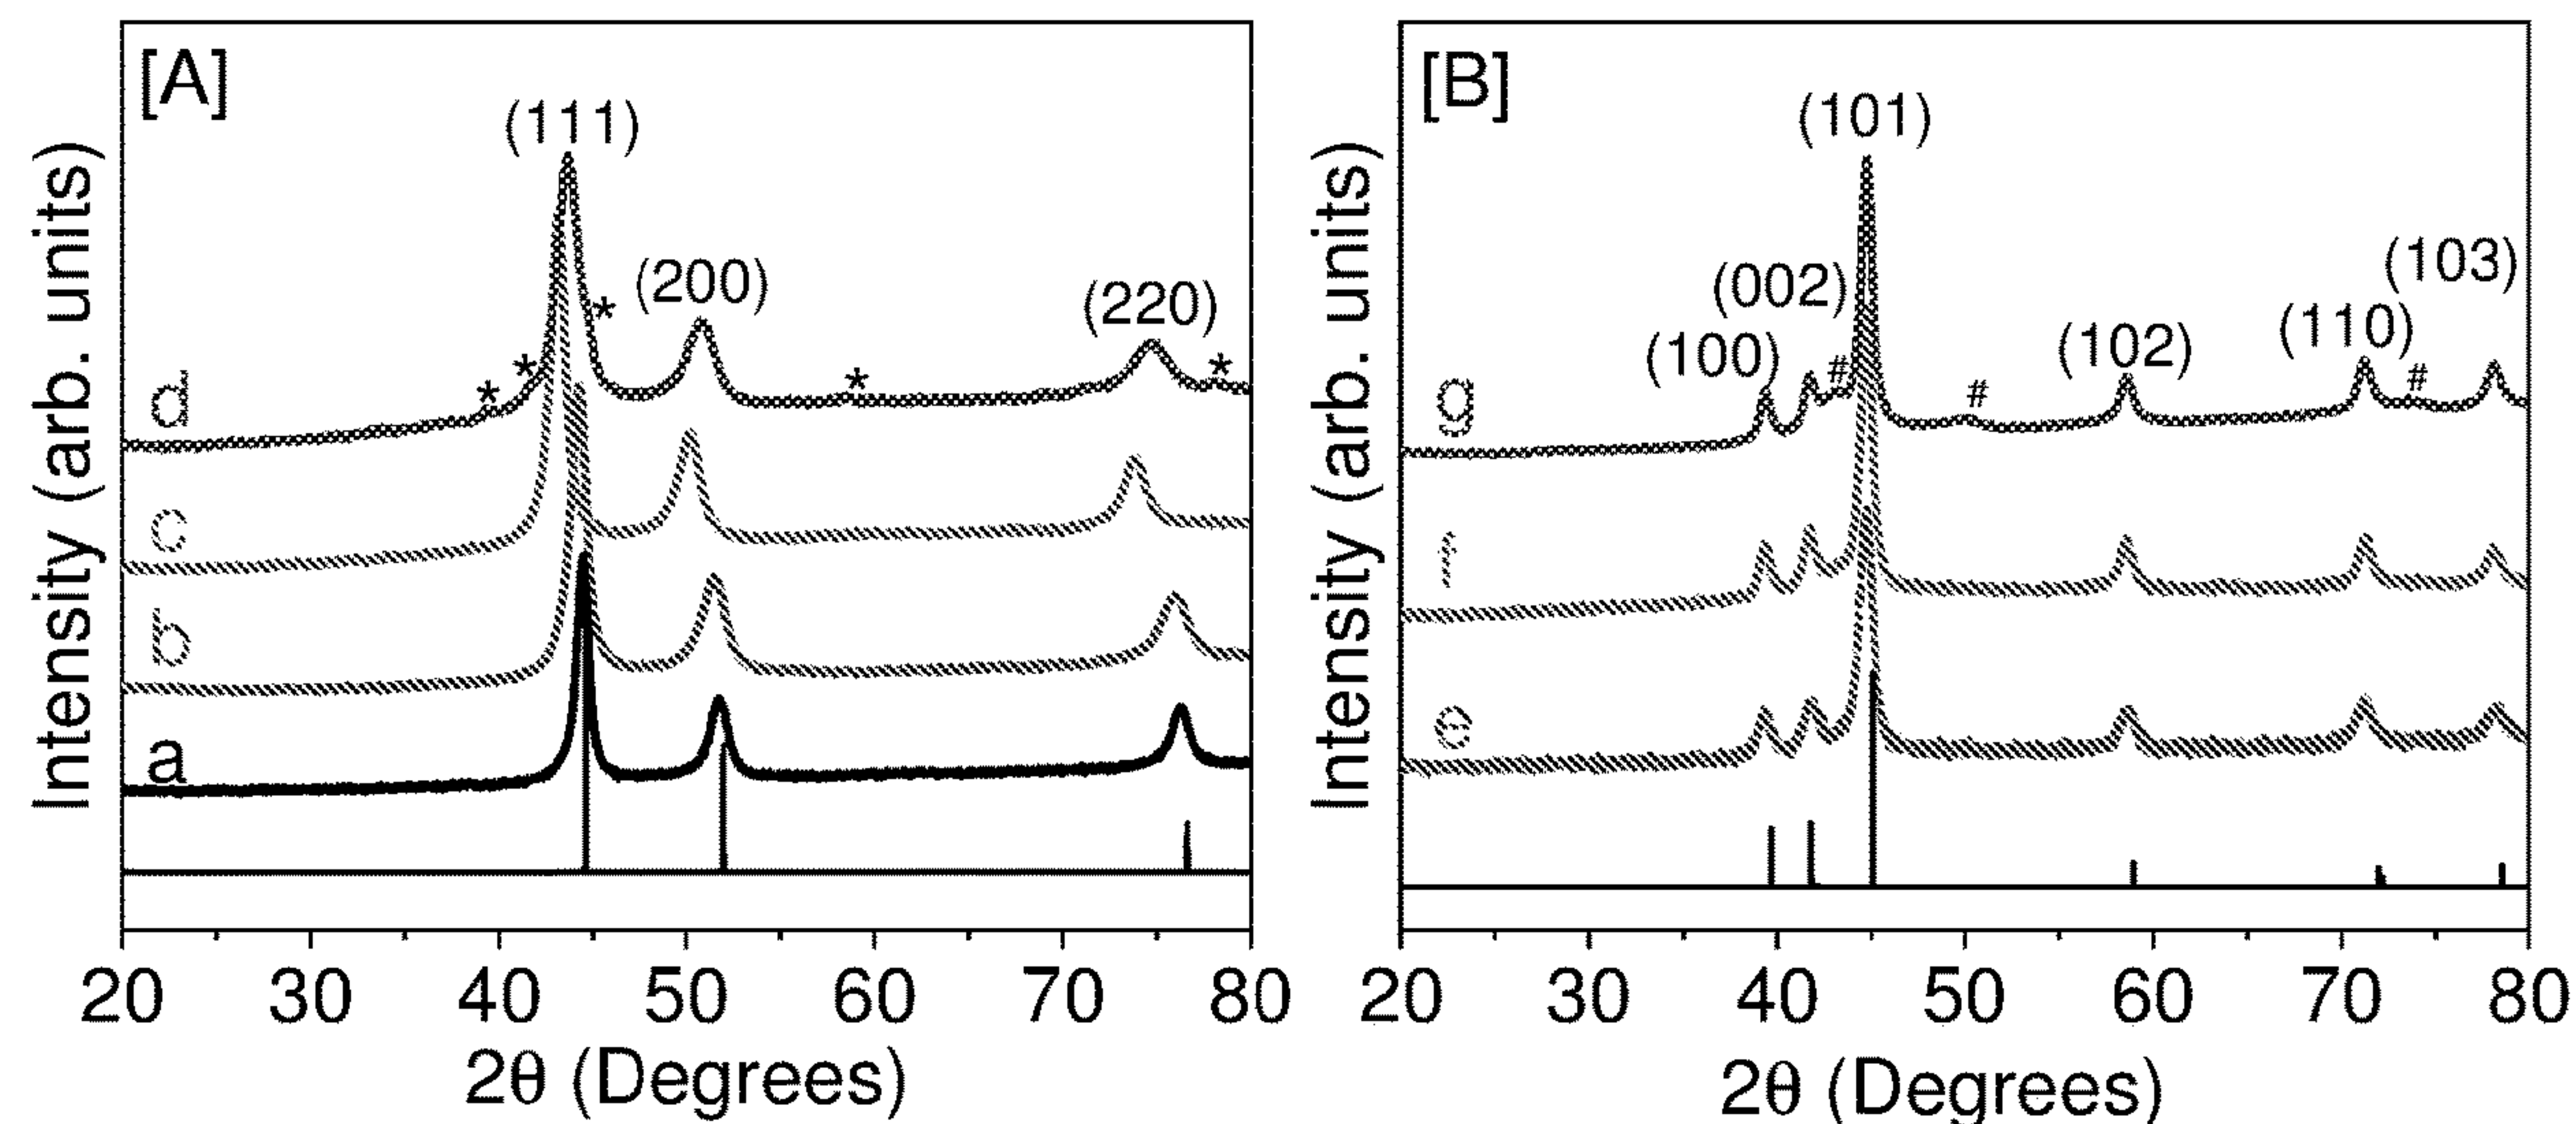 [A]
(111)
(200)
(220)
*
*
*
*
*
d
c
b
a
Intensity (arb. units)
20 30 40 50 60 70 80
2θ (Degrees)
[B]
(101)
(002)
(103)
(100)
(102)
(110)
#
#
#
g
f
e
Intensity (arb. units)
20 30 40 50 60 70 80
2θ (Degrees)